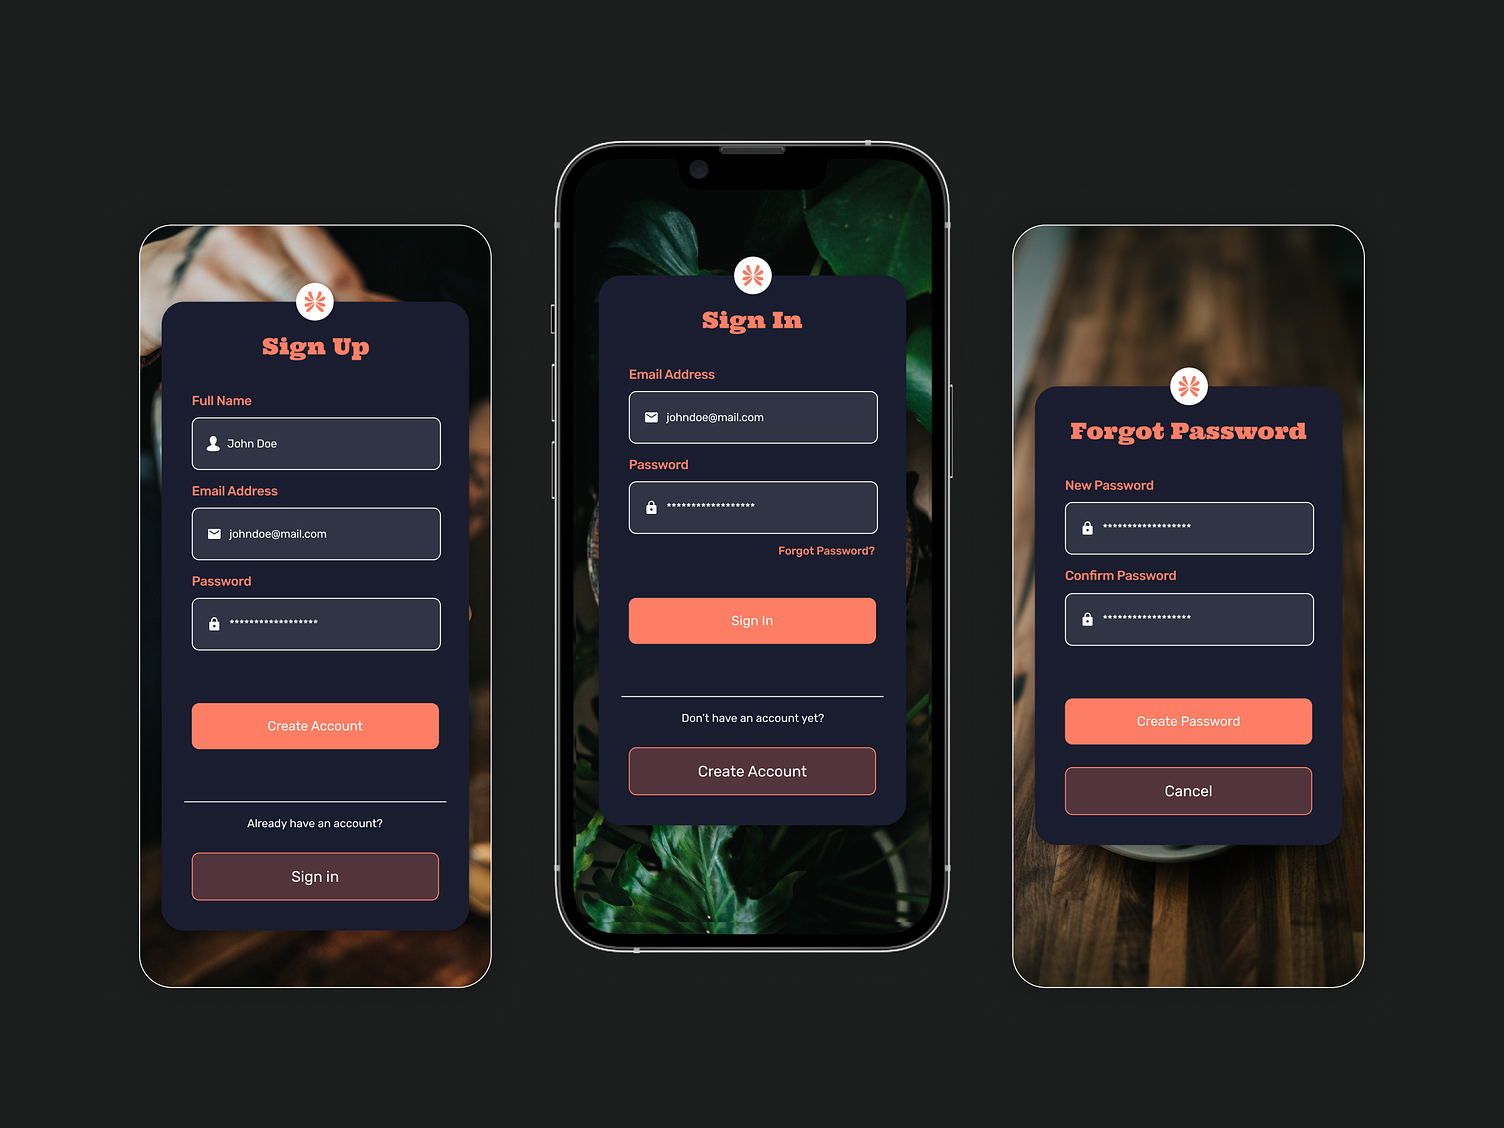 Sign Up
Full Name
John Doe
Email Address
johndoe@mail.com
Password
******************
Create Account
Already have an account?
Sign in
Sign In
Email Address
johndoe@mail.com
Password
******************
Forgot Password?
Sign In
Don't have an account yet?
Create Account
Forgot Password
New Password
******************
Confirm Password
******************
Create Password
Cancel